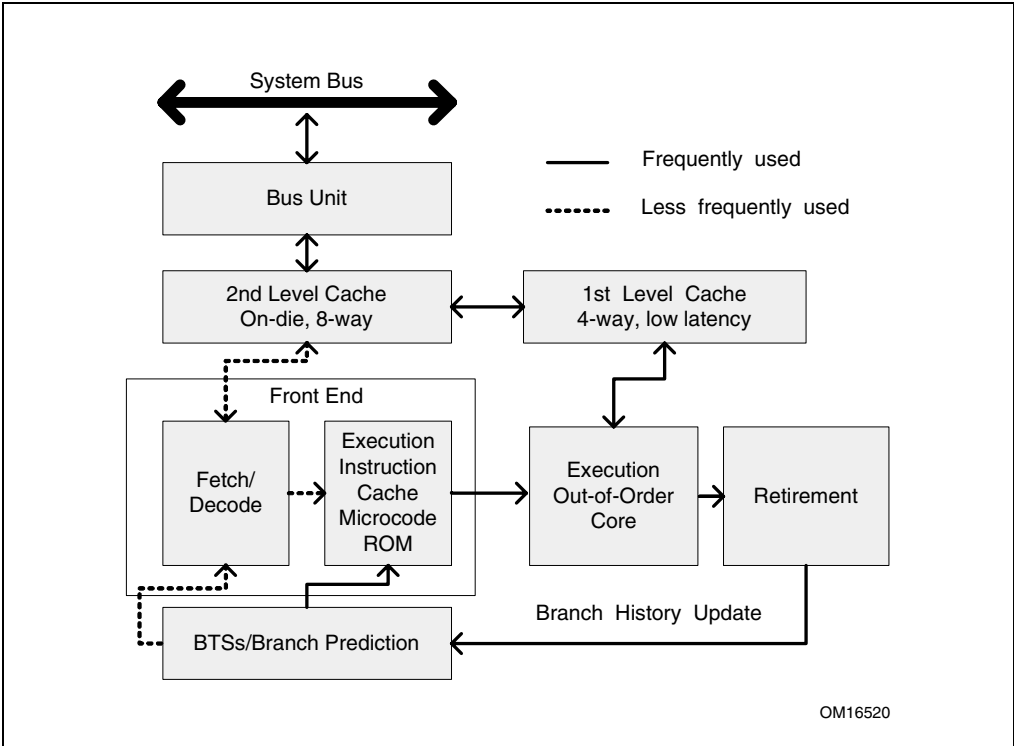 System Bus
Frequently used
Less frequently used
Bus Unit
2nd Level Cache
On-die, 8-way
1st Level Cache
4-way, low latency
Front End
Fetch/
Decode
Execution
Instruction
Cache
Microcode
ROM
Execution
Out-of-Order
Core
Retirement
Branch History Update
BTSs/Branch Prediction
OM16520